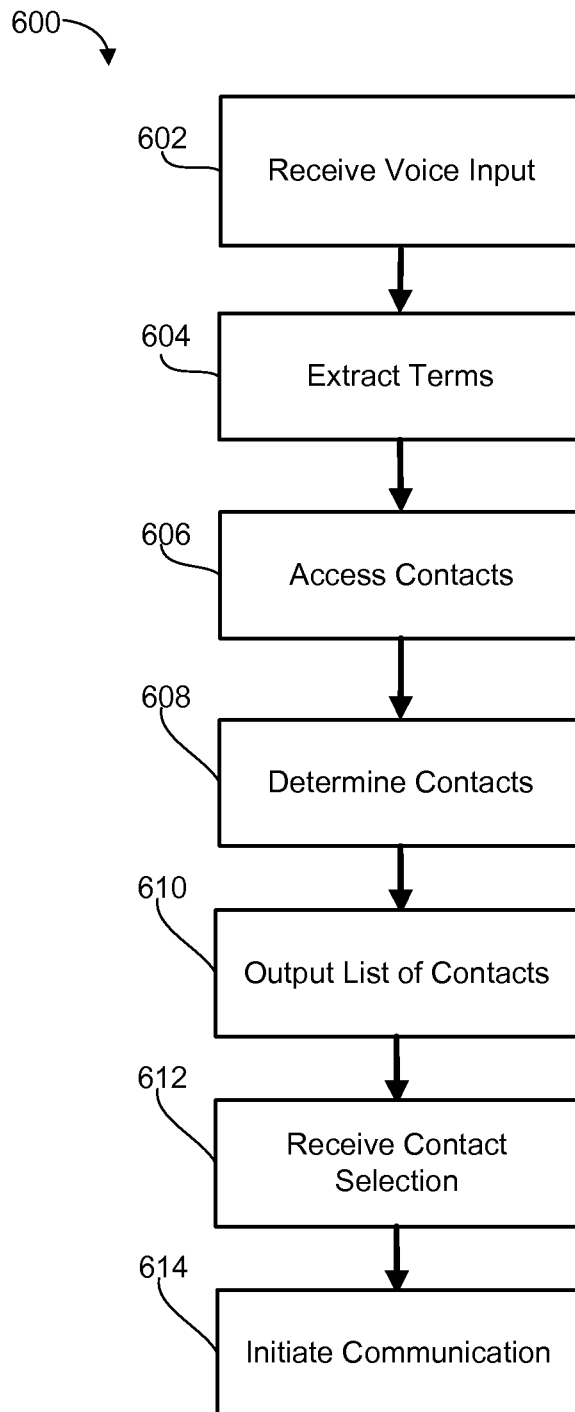 600
602
Receive Voice Input
604
Extract Terms
606
Access Contacts
608
Determine Contacts
610
Output List of Contacts
612
Receive Contact
Selection
614
Initiate Communication